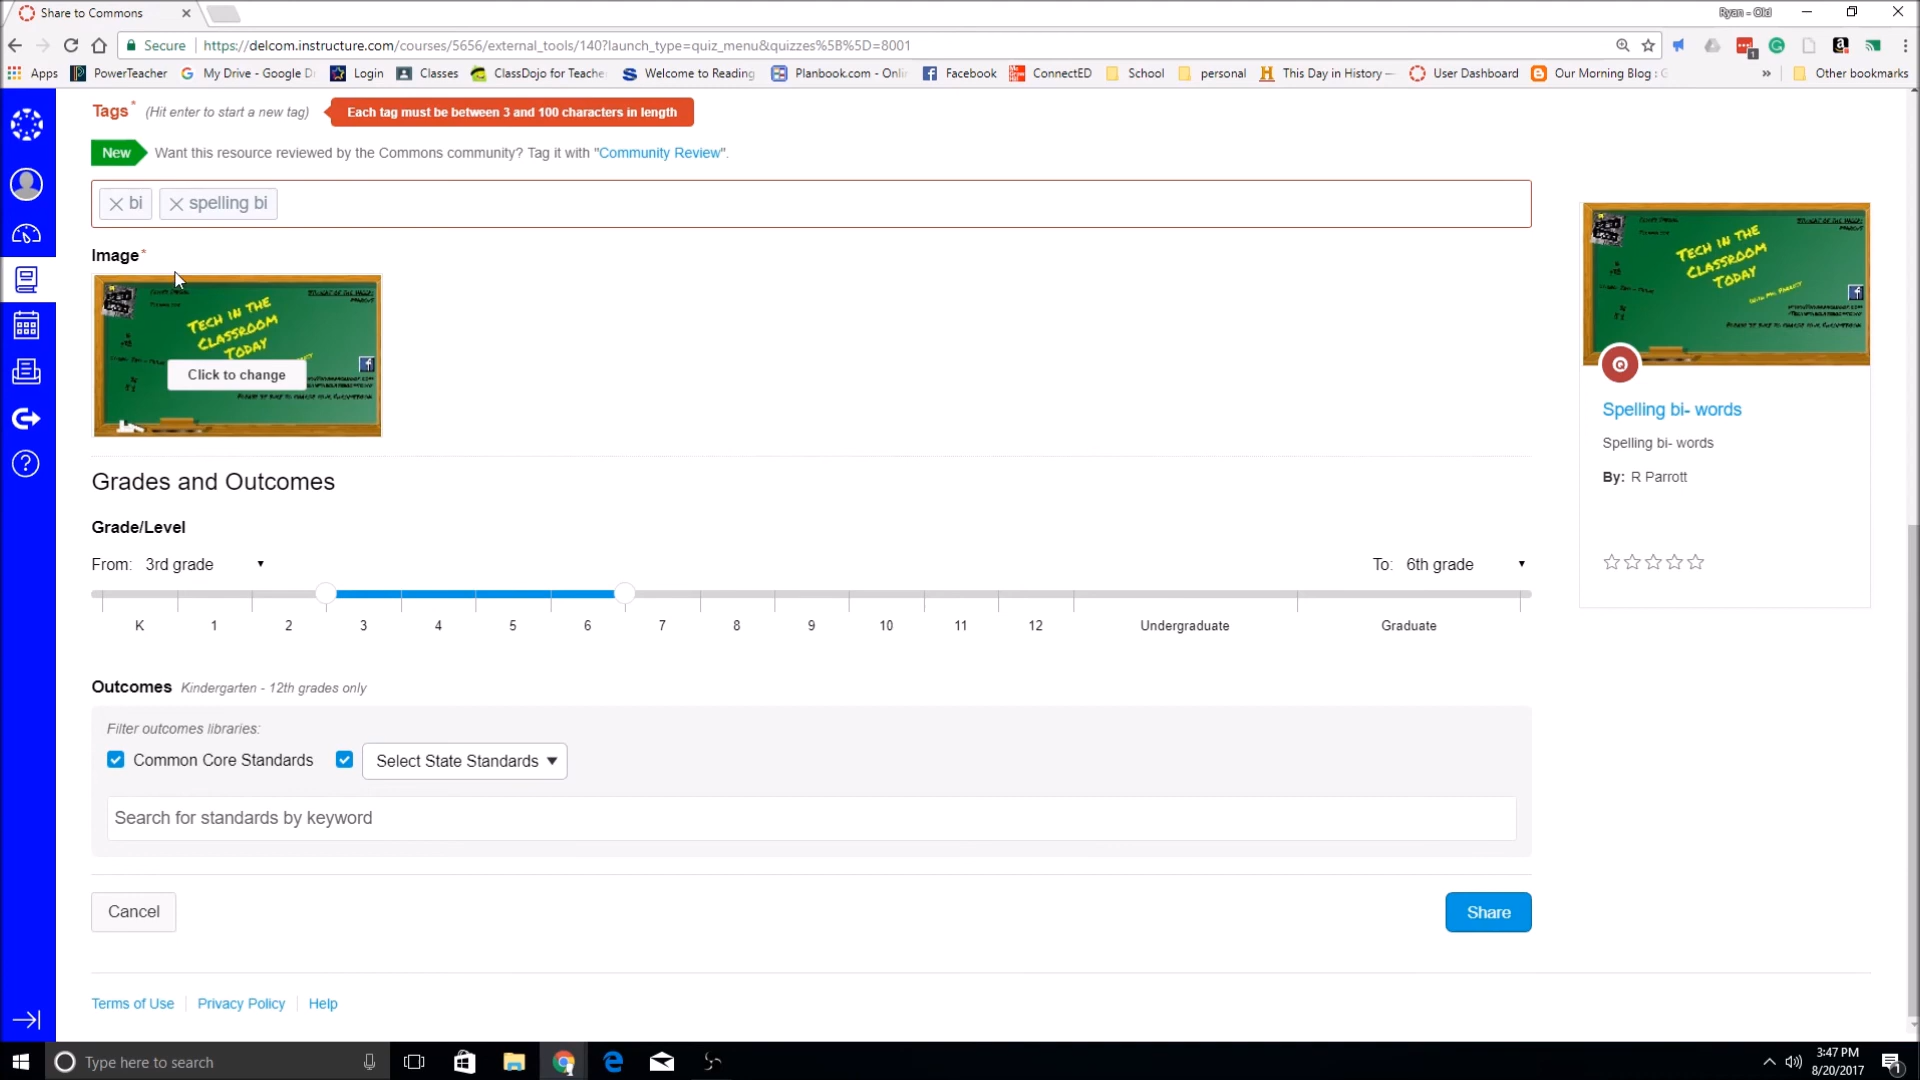 Share to Commons
Ryan - Old
Secure https://delcom.instructure.com/courses/5656/external_tools/140?launch_type=quiz_menu&quizzes%5B%5D=8001
Apps PowerTeacher My Drive - Google Dr Login Classes ClassDojo for Teache Welcome to Reading Planbook.com - Onli Facebook ConnectED School personal This Day in History — User Dashboard Our Morning Blog : G » Other bookmarks
Tags* (Hit enter to start a new tag) Each tag must be between 3 and 100 characters in length
New Want this resource reviewed by the Commons community? Tag it with "Community Review".
bi spelling bi
Image*
TECH IN THE
CLASSROOM
TODAY
Click to change
TECH IN THE
CLASSROOM
TODAY
Spelling bi- words
Spelling bi- words
By: R Parrott
Grades and Outcomes
Grade/Level
From: 3rd grade To: 6th grade
K 1 2 3 4 5 6 7 8 9 10 11 12 Undergraduate Graduate
Outcomes Kindergarten - 12th grades only
Filter outcomes libraries:
Common Core Standards Select State Standards
Search for standards by keyword
Cancel Share
Terms of Use Privacy Policy Help
Type here to search
3:47 PM
8/20/2017